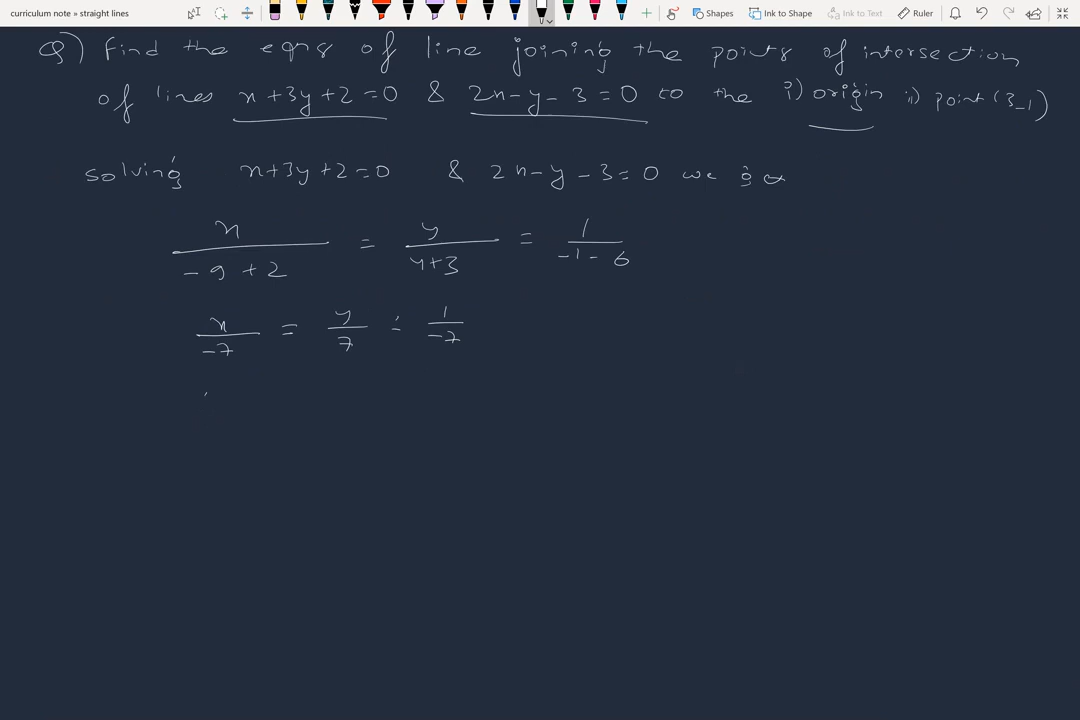 curriculum note » straight lines Shapes Ink to Shape Ink to Text Ruler
Q) Find the eqns of line joining the points of intersection
of lines x+3y+2=0 & 2x-y-3=0 to the i) origin ii) point (3,-1)
solving x+3y+2=0 & 2x-y-3=0 we get
x/(-9+2) = y/(4+3) = 1/(-1-6)
x/-7 = y/7 = 1/-7